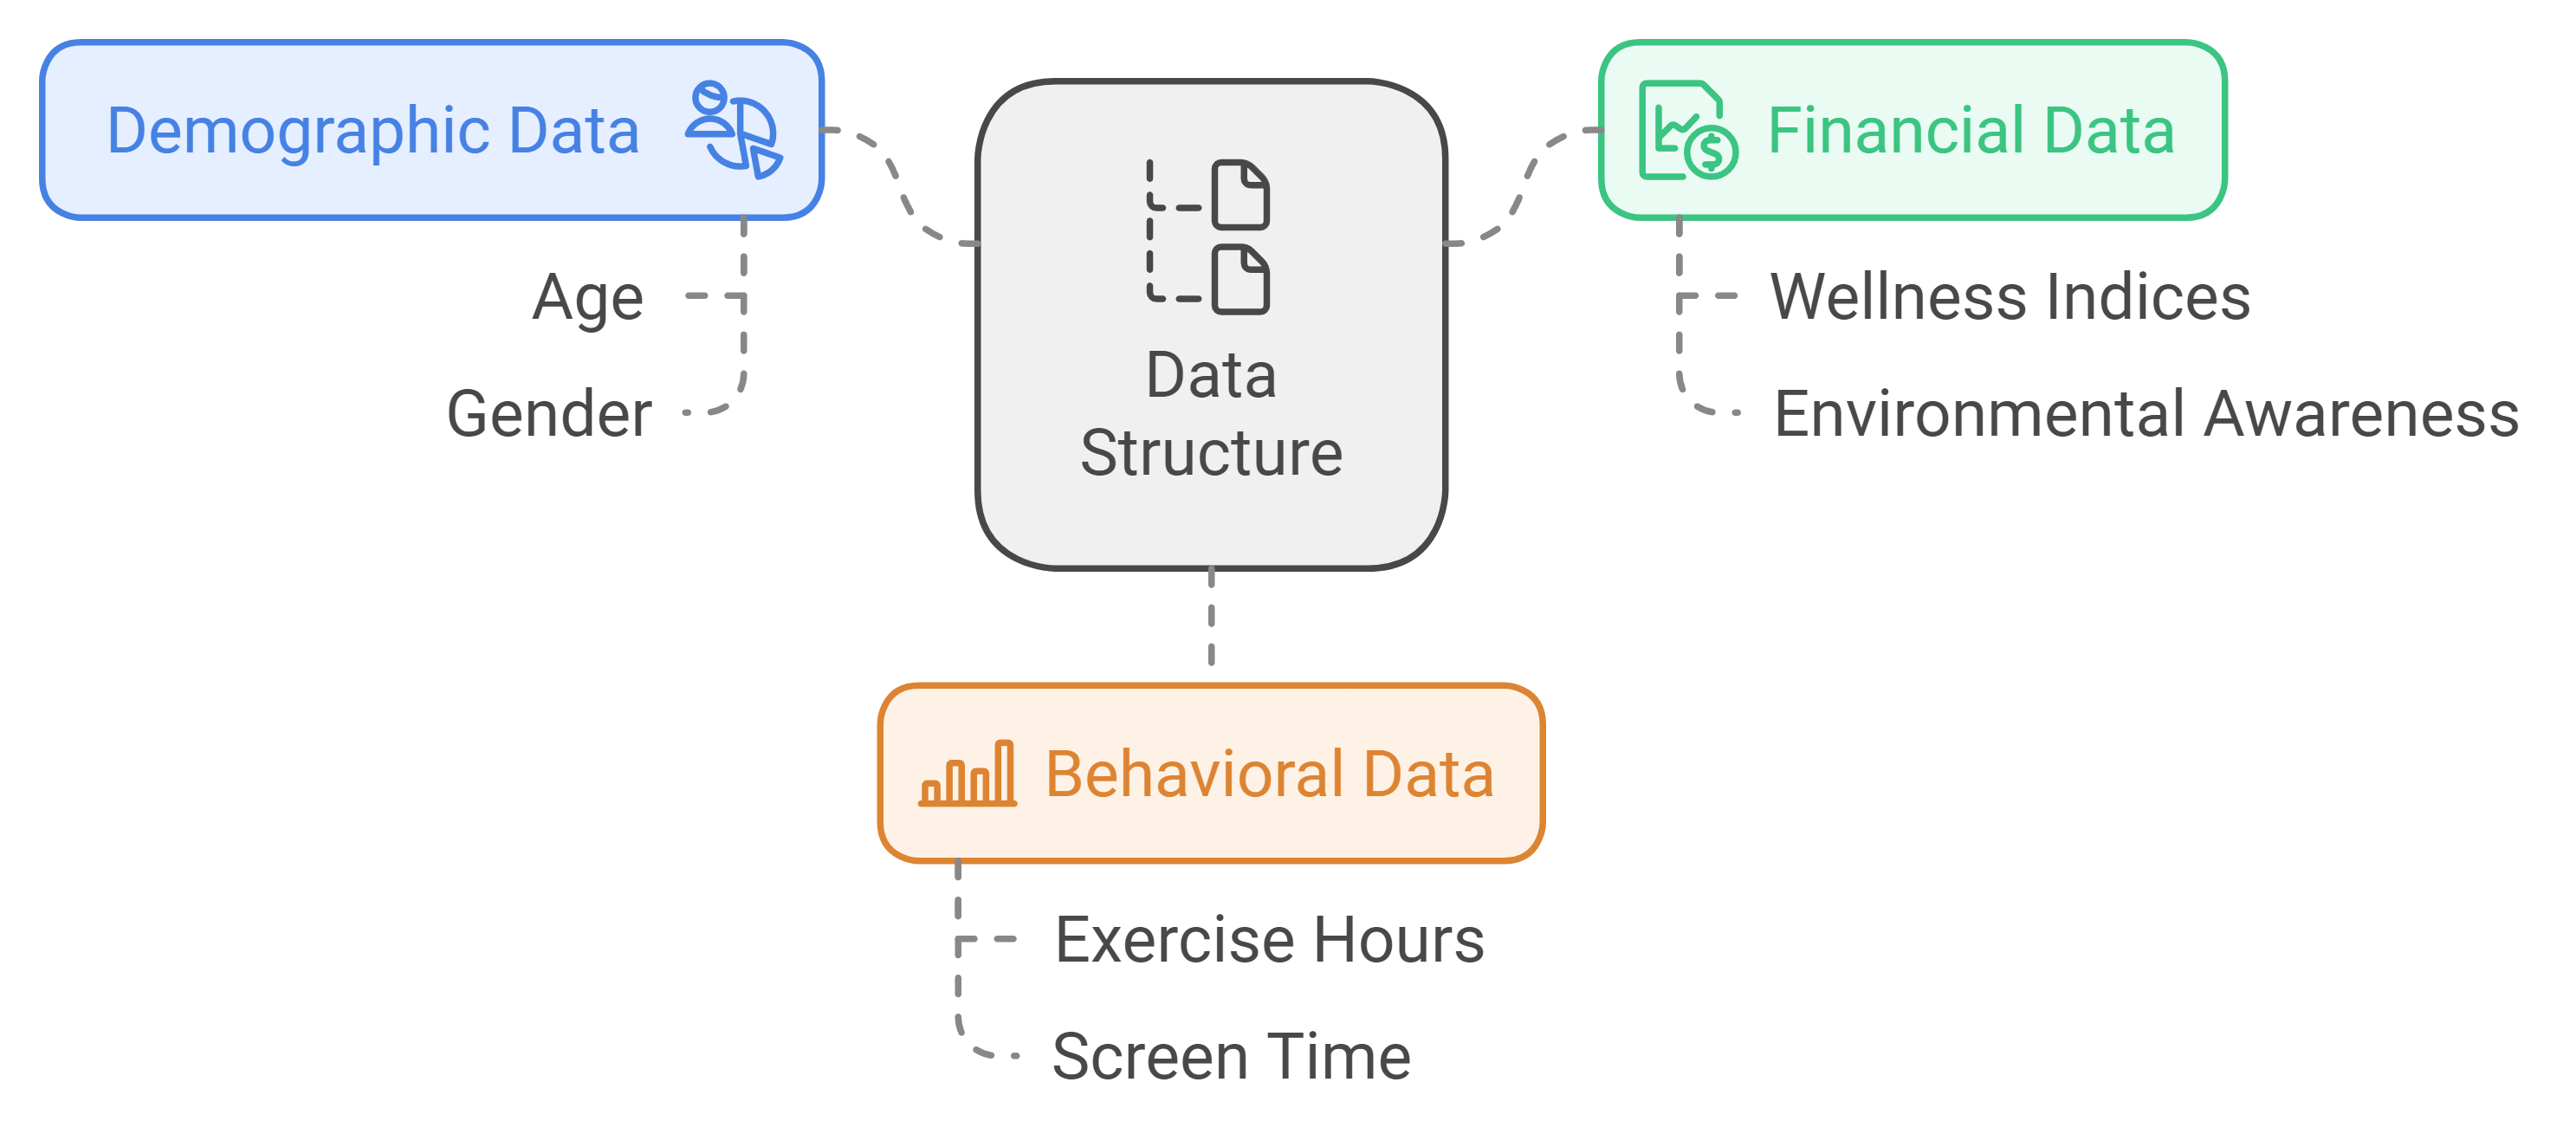 Demographic Data
Age
Gender
Data
Structure
Financial Data
Wellness Indices
Environmental Awareness
Behavioral Data
Exercise Hours
Screen Time